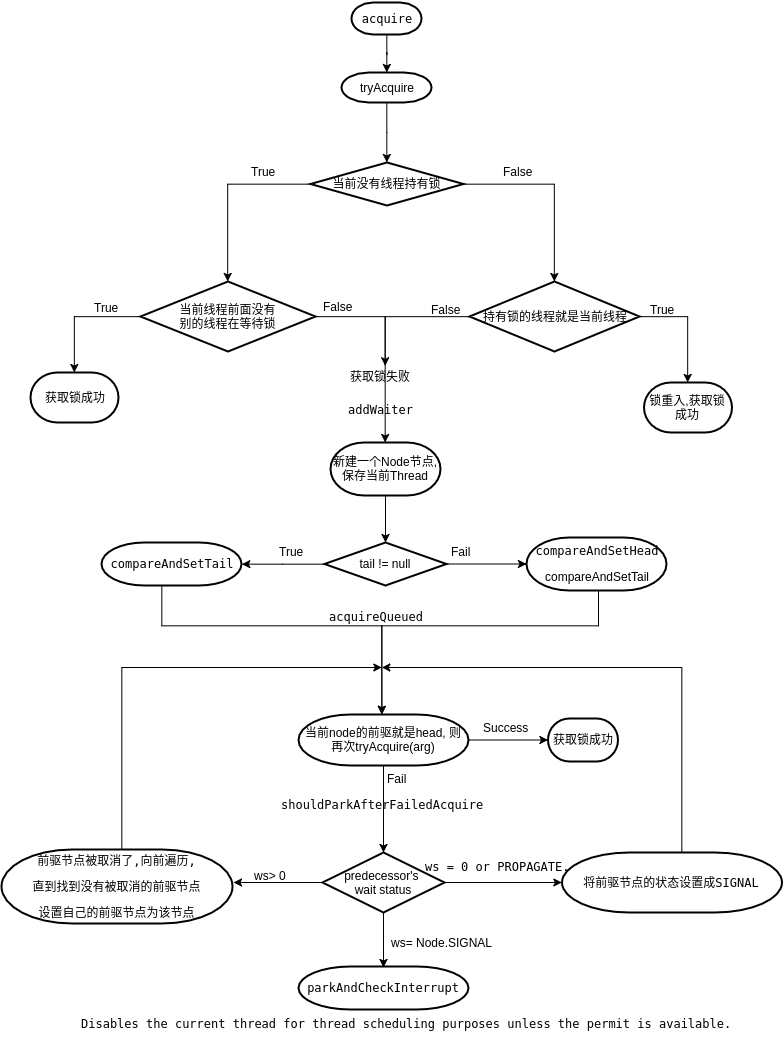 acquire
tryAcquire
True
False
当前没有线程持有锁
True
当前线程前面没有
别的线程在等待锁
False
False
持有锁的线程就是当前线程
True
获取锁成功
获取锁失败
锁重入,获取锁
成功
addWaiter
新建一个Node节点,
保存当前Thread
compareAndSetTail
True
tail != null
Fail
compareAndSetHead
compareAndSetTail
acquireQueued
当前node的前驱就是head, 则
再次tryAcquire(arg)
Success
获取锁成功
Fail
shouldParkAfterFailedAcquire
前驱节点被取消了,向前遍历,
直到找到没有被取消的前驱节点
设置自己的前驱节点为该节点
ws> 0
predecessor's
wait status
ws = 0 or PROPAGATE.
将前驱节点的状态设置成SIGNAL
ws= Node.SIGNAL
parkAndCheckInterrupt
Disables the current thread for thread scheduling purposes unless the permit is available.